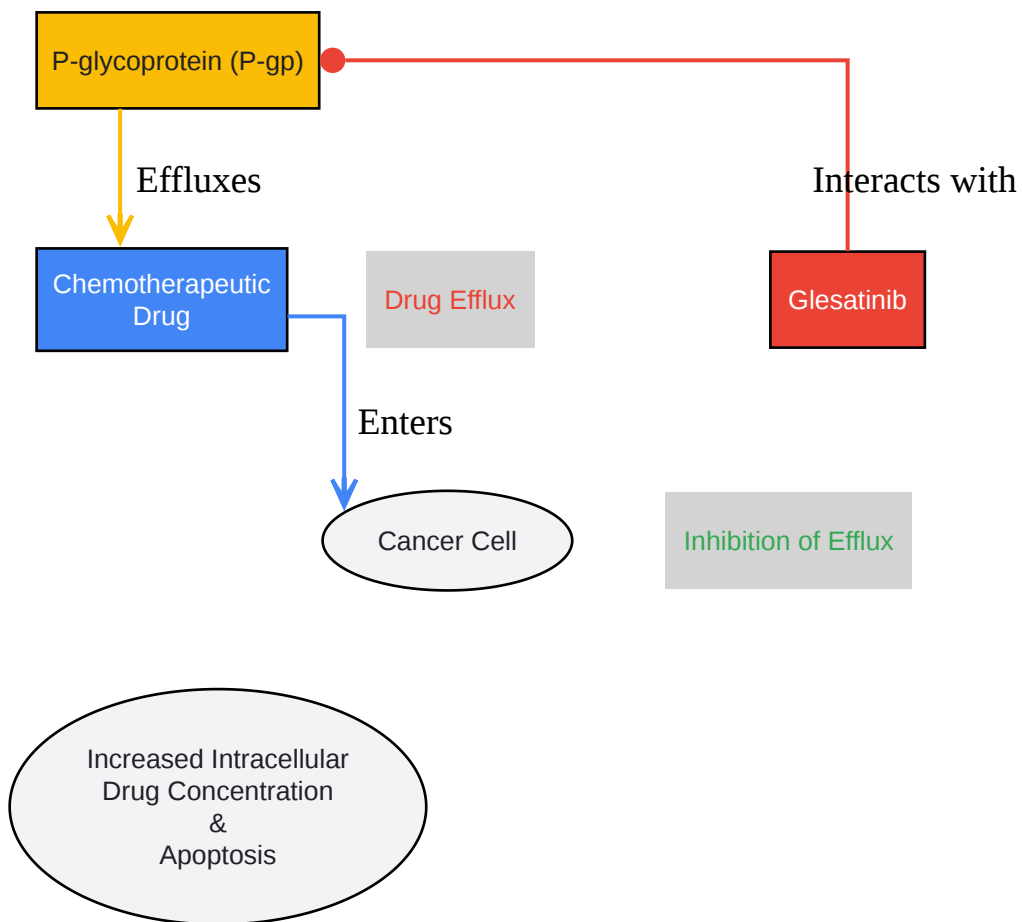 P-glycoprotein (P-gp)
Effluxes
Interacts with
Chemotherapeutic
Drug
Drug Efflux
Glesatinib
Enters
Cancer Cell
Inhibition of Efflux
Increased Intracellular
Drug Concentration
&
Apoptosis